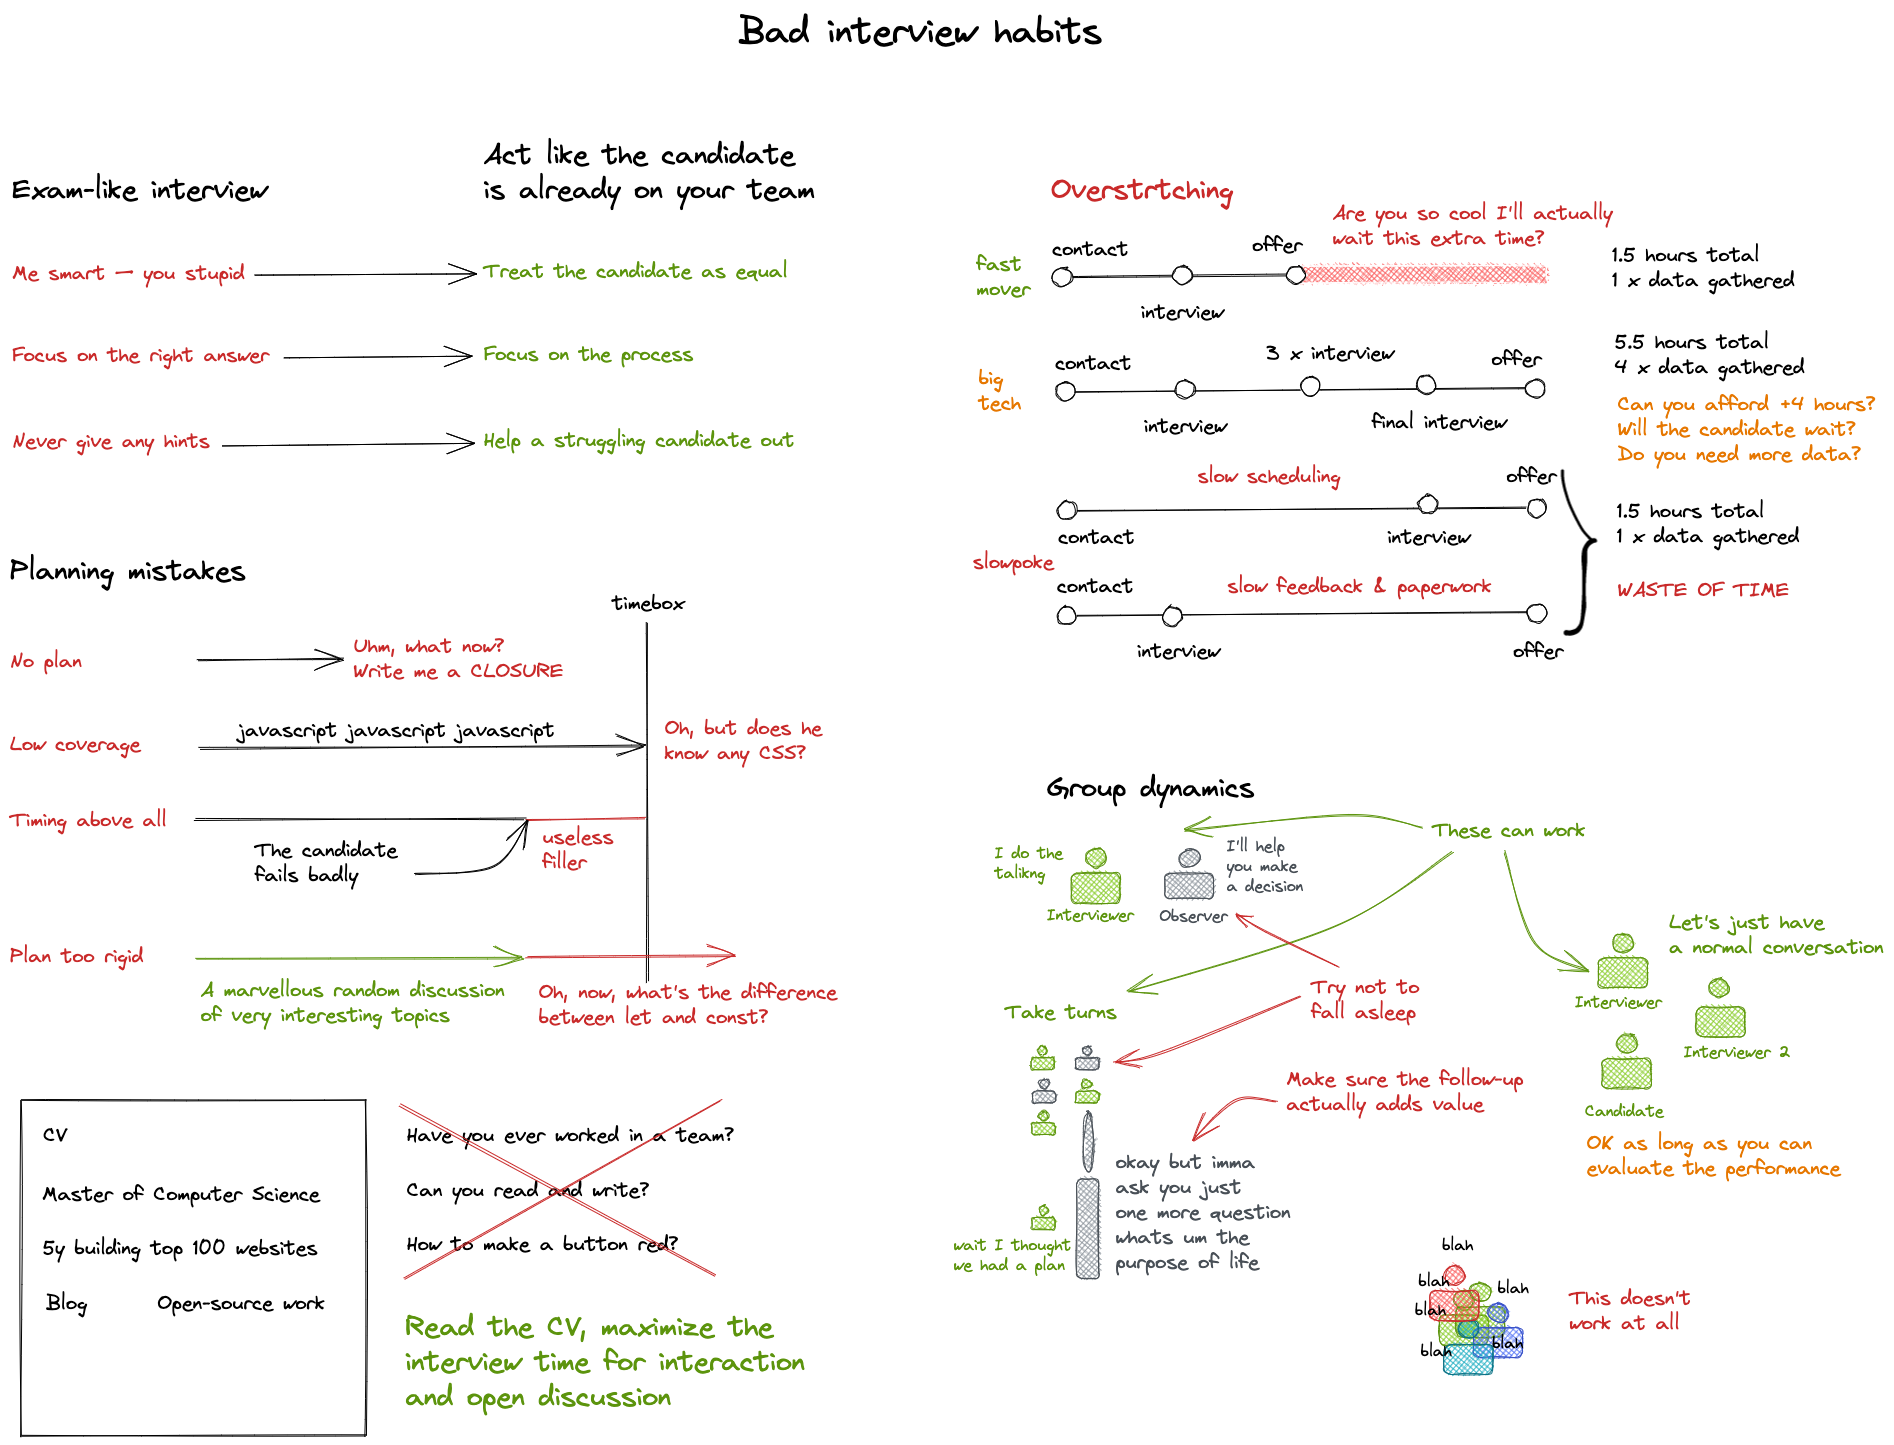 Bad interview habits
Exam-like interview
Act like the candidate
is already on your team
Me smart — you stupid
Treat the candidate as equal
Focus on the right answer
Focus on the process
Never give any hints
Help a struggling candidate out
Planning mistakes
timebox
No plan
Uhm, what now?
Write me a CLOSURE
Low coverage
javascript javascript javascript
Oh, but does he
know any CSS?
Timing above all
The candidate
fails badly
useless
filler
Plan too rigid
A marvellous random discussion
of very interesting topics
Oh, now, what's the difference
between let and const?
CV
Master of Computer Science
5y building top 100 websites
Blog
Open-source work
Have you ever worked in a team?
Can you read and write?
How to make a button red?
Read the CV, maximize the
interview time for interaction
and open discussion
Overstrtching
Are you so cool I'll actually
wait this extra time?
fast
mover
contact
offer
interview
1.5 hours total
1 x data gathered
big
tech
contact
3 x interview
offer
interview
final interview
5.5 hours total
4 x data gathered
Can you afford +4 hours?
Will the candidate wait?
Do you need more data?
slowpoke
slow scheduling
offer
contact
interview
contact
slow feedback & paperwork
interview
offer
1.5 hours total
1 x data gathered
WASTE OF TIME
Group dynamics
These can work
I do the
talikng
Interviewer
I'll help
you make
a decision
Observer
Let's just have
a normal conversation
Interviewer
Interviewer 2
Candidate
OK as long as you can
evaluate the performance
Try not to
fall asleep
Take turns
Make sure the follow-up
actually adds value
okay but imma
ask you just
one more question
whats um the
purpose of life
wait I thought
we had a plan
blah
blah
blah
blah
blah
blah
This doesn't
work at all